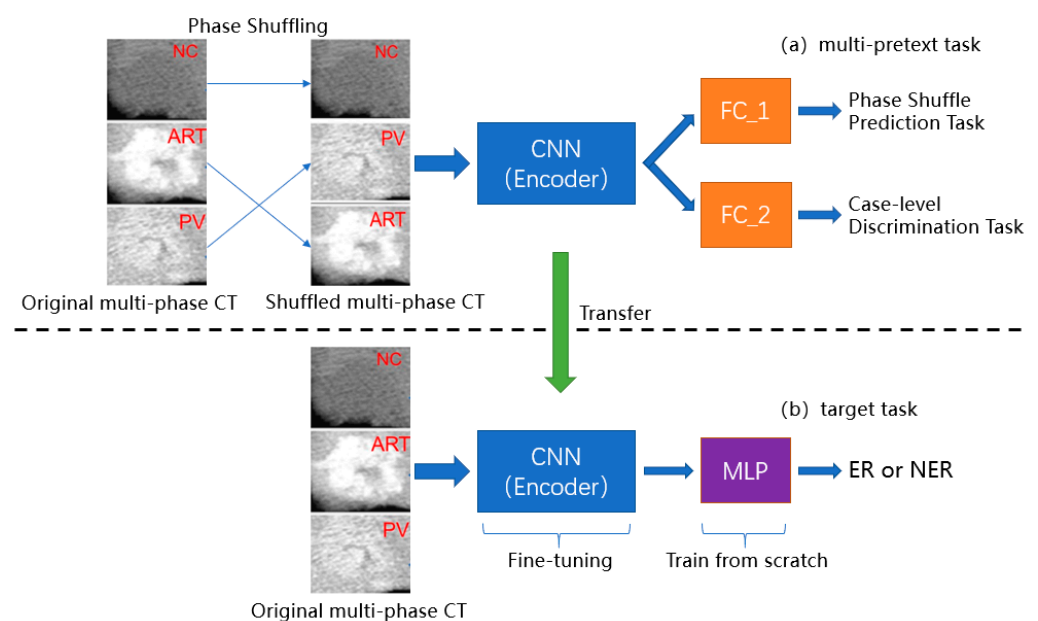 Phase Shuffling
NC
ART
PV
Original multi-phase CT
NC
PV
ART
Shuffled multi-phase CT
CNN
(Encoder)
(a) multi-pretext task
FC_1
Phase Shuffle
Prediction Task
FC_2
Case-level
Discrimination Task
Transfer
NC
ART
PV
Original multi-phase CT
CNN
(Encoder)
Fine-tuning
(b) target task
MLP
Train from scratch
ER or NER